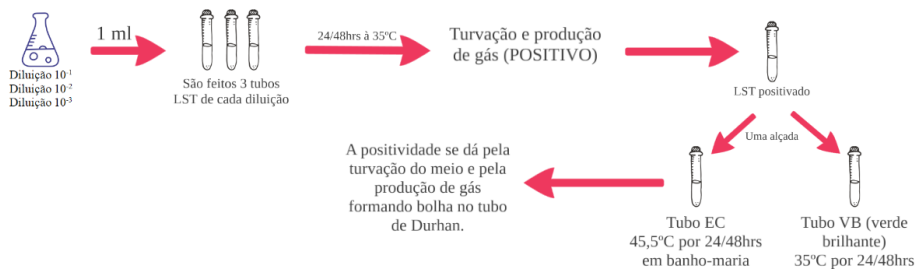 Diluição 10⁻¹
Diluição 10⁻²
Diluição 10⁻³
1 ml
São feitos 3 tubos
LST de cada diluição
24/48hrs à 35ºC
Turvação e produção
de gás (POSITIVO)
LST positivado
Uma alçada
Tubo EC
45,5ºC por 24/48hrs
em banho-maria
Tubo VB (verde
brilhante)
35ºC por 24/48hrs
A positividade se dá pela
turvação do meio e pela
produção de gás
formando bolha no tubo
de Durhan.